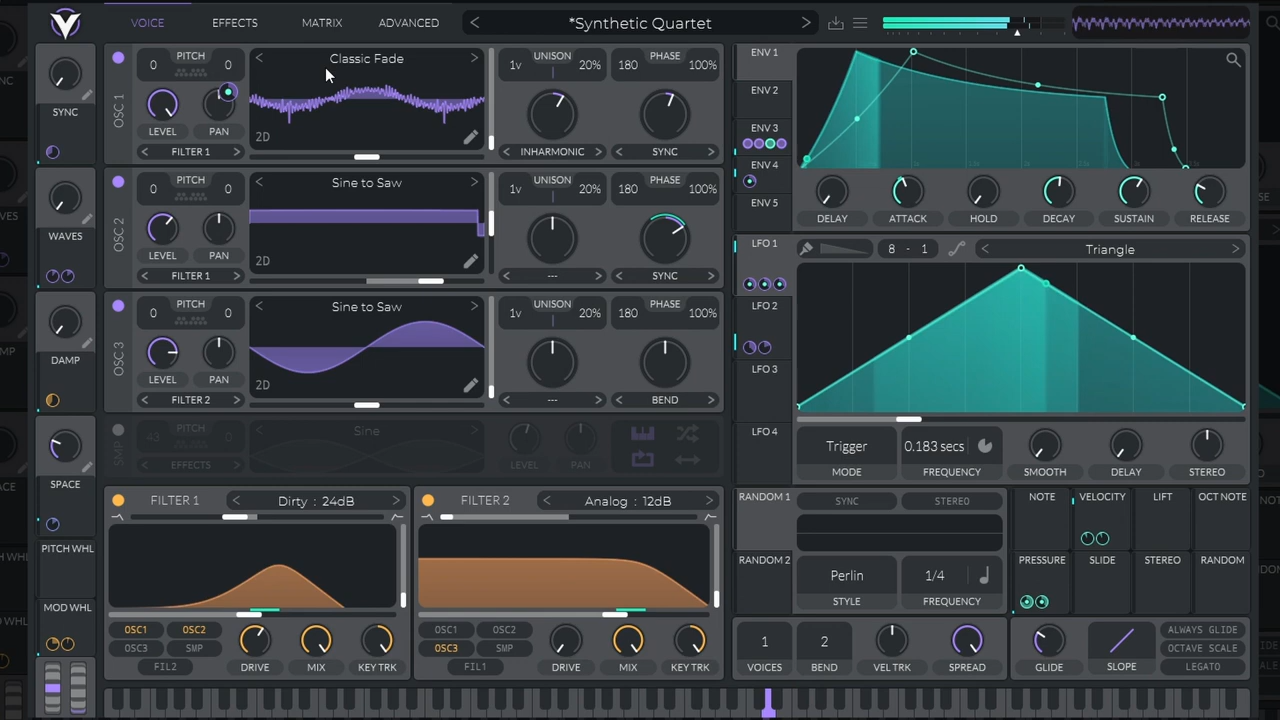 VOICE EFFECTS MATRIX ADVANCED < *Synthetic Quartet >
SYNC
WAVES
DAMP
SPACE
PITCH WHL
MOD WHL
OSC 1
0 PITCH 0
LEVEL PAN
< FILTER 1 >
< Classic Fade >
2D
1v UNISON 20%
< INHARMONIC >
180 PHASE 100%
< SYNC >
OSC 2
0 PITCH 0
LEVEL PAN
< FILTER 1 >
< Sine to Saw >
2D
1v UNISON 20%
< --- >
180 PHASE 100%
< SYNC >
OSC 3
0 PITCH 0
LEVEL PAN
< FILTER 2 >
< Sine to Saw >
2D
1v UNISON 20%
< --- >
180 PHASE 100%
< BEND >
SMP
43 PITCH 0
< EFFECTS >
< Sine >
LEVEL PAN
FILTER 1 < Dirty : 24dB >
OSC1 OSC2
OSC3 SMP
FIL2
DRIVE MIX KEY TRK
FILTER 2 < Analog : 12dB >
OSC1 OSC2
OSC3 SMP
FIL1
DRIVE MIX KEY TRK
ENV 1
ENV 2
ENV 3
ENV 4
ENV 5
DELAY ATTACK HOLD DECAY SUSTAIN RELEASE
LFO 1
LFO 2
LFO 3
LFO 4
8 - 1 < Triangle >
Trigger 0.183 secs
MODE FREQUENCY SMOOTH DELAY STEREO
RANDOM 1
RANDOM 2
SYNC STEREO
Perlin 1/4
STYLE FREQUENCY
NOTE VELOCITY LIFT OCT NOTE
PRESSURE SLIDE STEREO RANDOM
1 2
VOICES BEND VEL TRK SPREAD
GLIDE SLOPE
ALWAYS GLIDE
OCTAVE SCALE
LEGATO